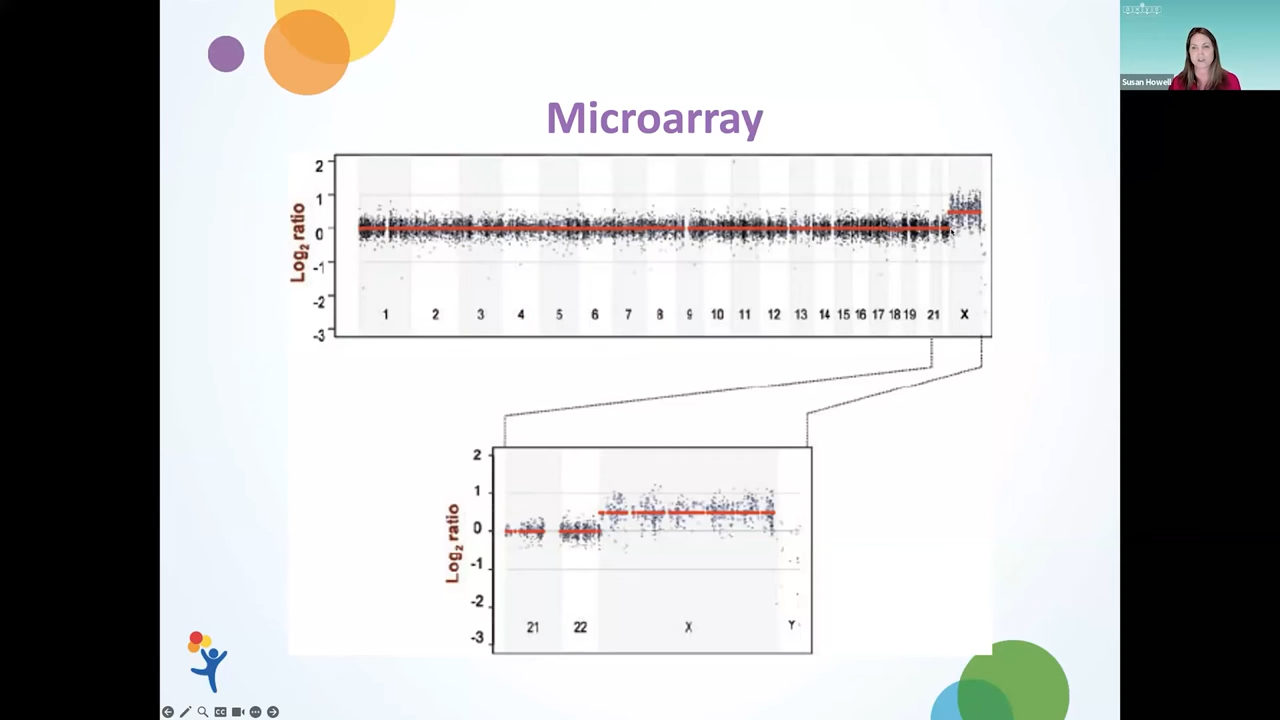 Microarray
Log2 ratio
2
1
0
-1
-2
-3
1 2 3 4 5 6 7 8 9 10 11 12 13 14 15 16 17 18 19 21 X
Log2 ratio
2
1
0
-1
-2
-3
21 22 X Y
Susan Howell
CC